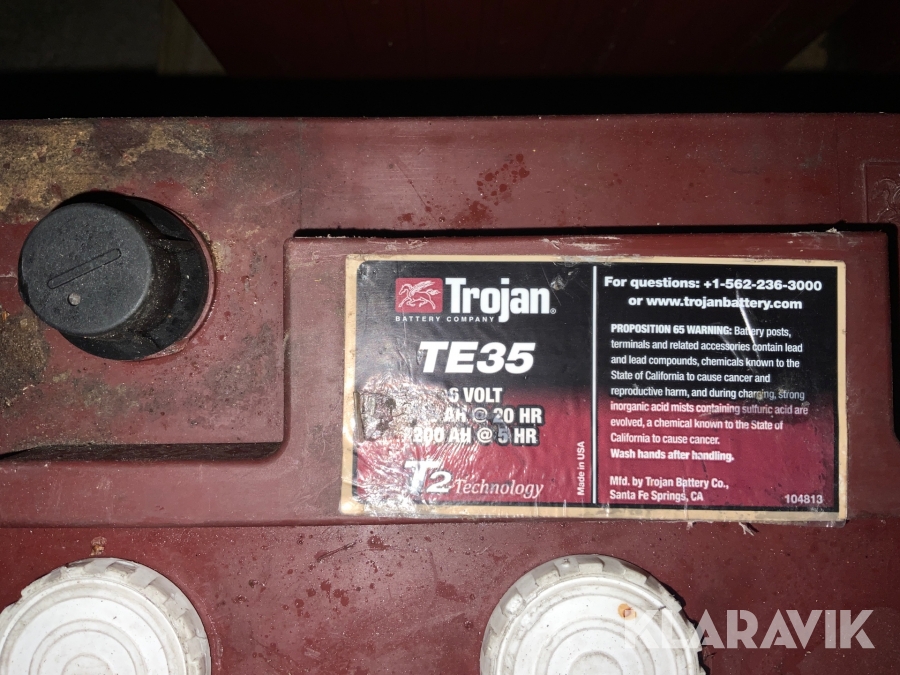 Trojan®
BATTERY COMPANY
TE35
6 VOLT
AH @ 20 HR
200 AH @ 5 HR
T2 Technology
Made in USA
For questions: +1-562-236-3000
or www.trojanbattery.com
PROPOSITION 65 WARNING: Battery posts,
terminals and related accessories contain lead
and lead compounds, chemicals known to the
State of California to cause cancer and
reproductive harm, and during charging, strong
inorganic acid mists containing sulfuric acid are
evolved, a chemical known to the State of
California to cause cancer.
Wash hands after handling.
Mfd. by Trojan Battery Co.,
Santa Fe Springs, CA
104813
KLARAVIK